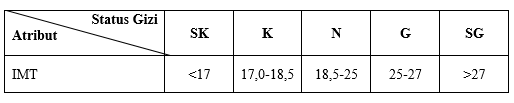 Status Gizi
Atribut SK K N G SG
IMT <17 17,0-18,5 18,5-25 25-27 >27